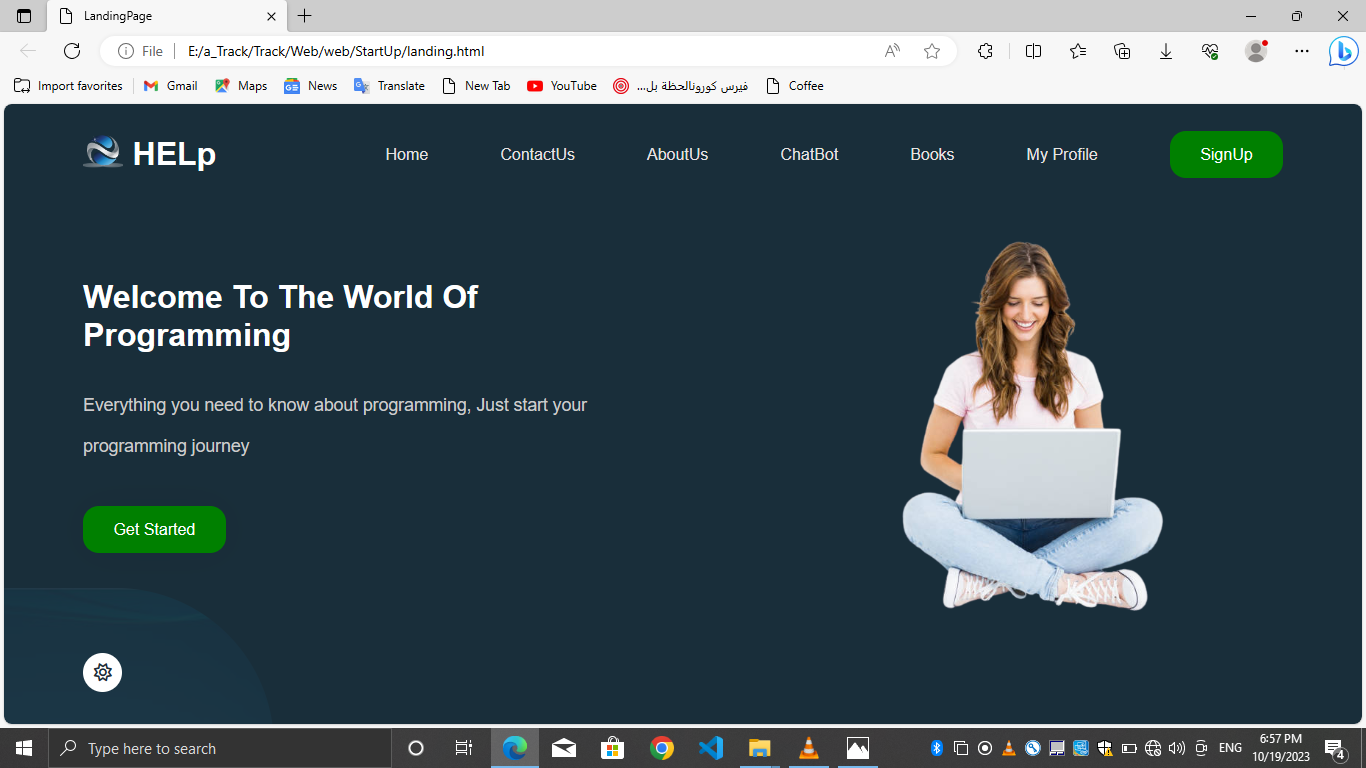 LandingPage
File
E:/a_Track/Track/Web/web/StartUp/landing.html
Import favorites
Gmail
Maps
News
Translate
New Tab
YouTube
فيرس كورونالحظة بل...
Coffee
HELp
Home
ContactUs
AboutUs
ChatBot
Books
My Profile
SignUp
Welcome To The World Of
Programming
Everything you need to know about programming, Just start your
programming journey
Get Started
Type here to search
ENG
6:57 PM
10/19/2023
4